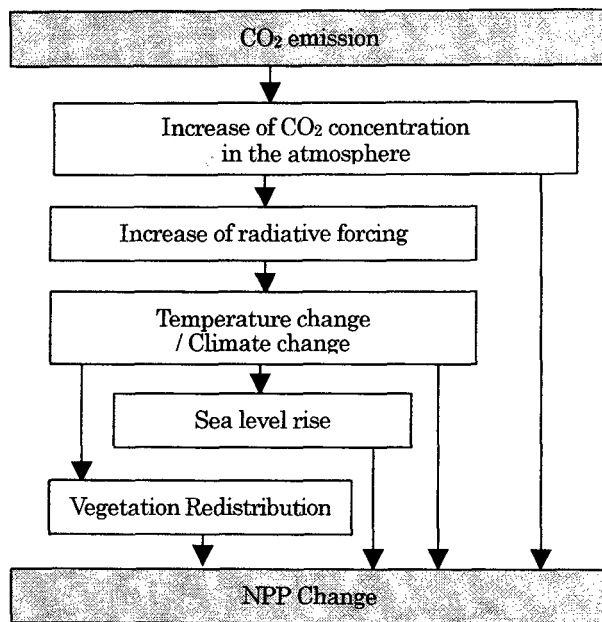 CO₂ emission
Increase of CO₂ concentration
in the atmosphere
Increase of radiative forcing
Temperature change
/ Climate change
Sea level rise
Vegetation Redistribution
NPP Change